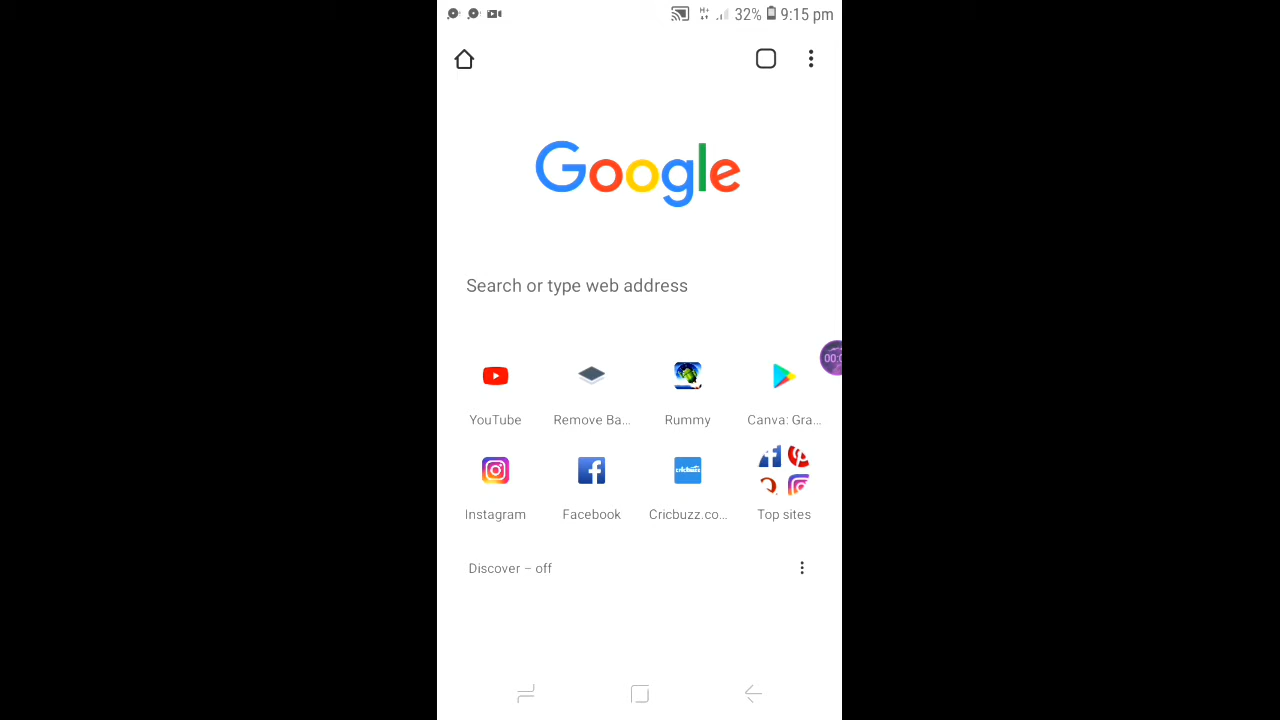 32% 9:15 pm
Google
Search or type web address
YouTube Remove Ba... Rummy Canva: Gra...
Instagram Facebook Cricbuzz.co... Top sites
Discover – off